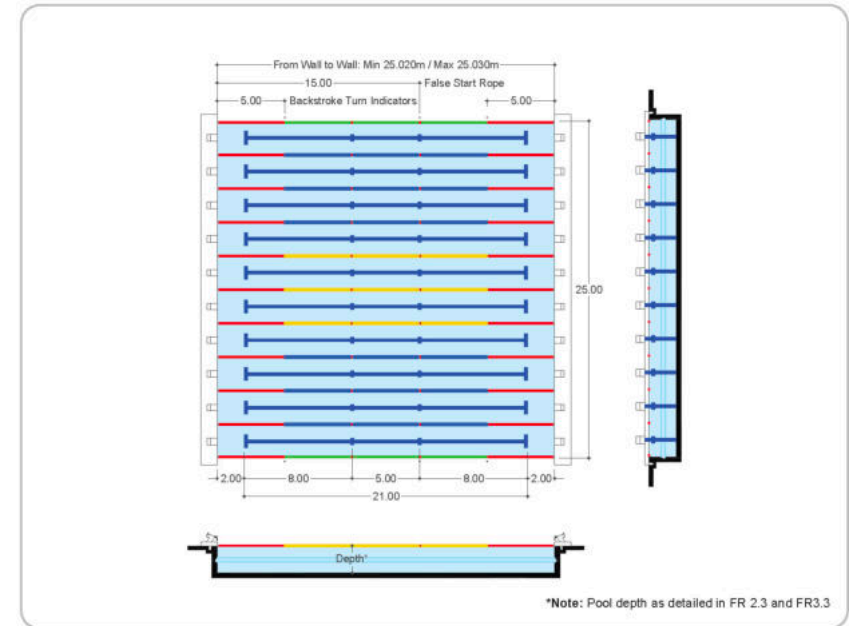 From Wall to Wall: Min 25.020m / Max 25.030m
15.00 False Start Rope
5.00 Backstroke Turn Indicators 5.00
25.00
2.00 8.00 5.00 8.00 2.00
21.00
Depth*
*Note: Pool depth as detailed in FR 2.3 and FR3.3